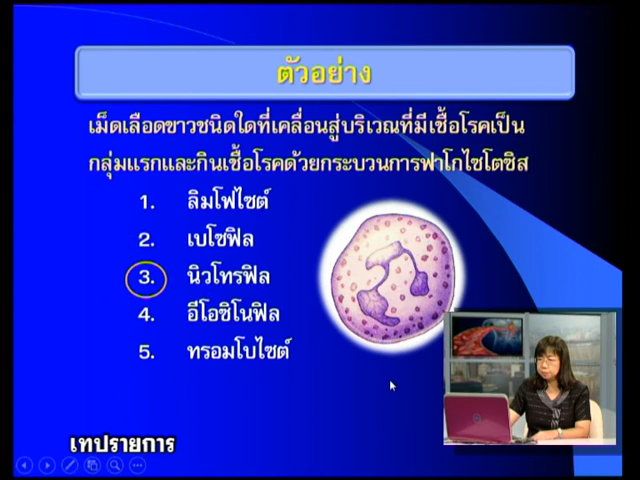 ตัวอย่าง
เม็ดเลือดขาวชนิดใดที่เคลื่อนสู่บริเวณที่มีเชื้อโรคเป็น
กลุ่มแรกและกินเชื้อโรคด้วยกระบวนการฟาโกไซโตซิส
1. ลิมโฟไซต์
2. เบโซฟิล
3. นิวโทรฟิล
4. อีโอซิโนฟิล
5. ทรอมโบไซต์
เทปรายการ